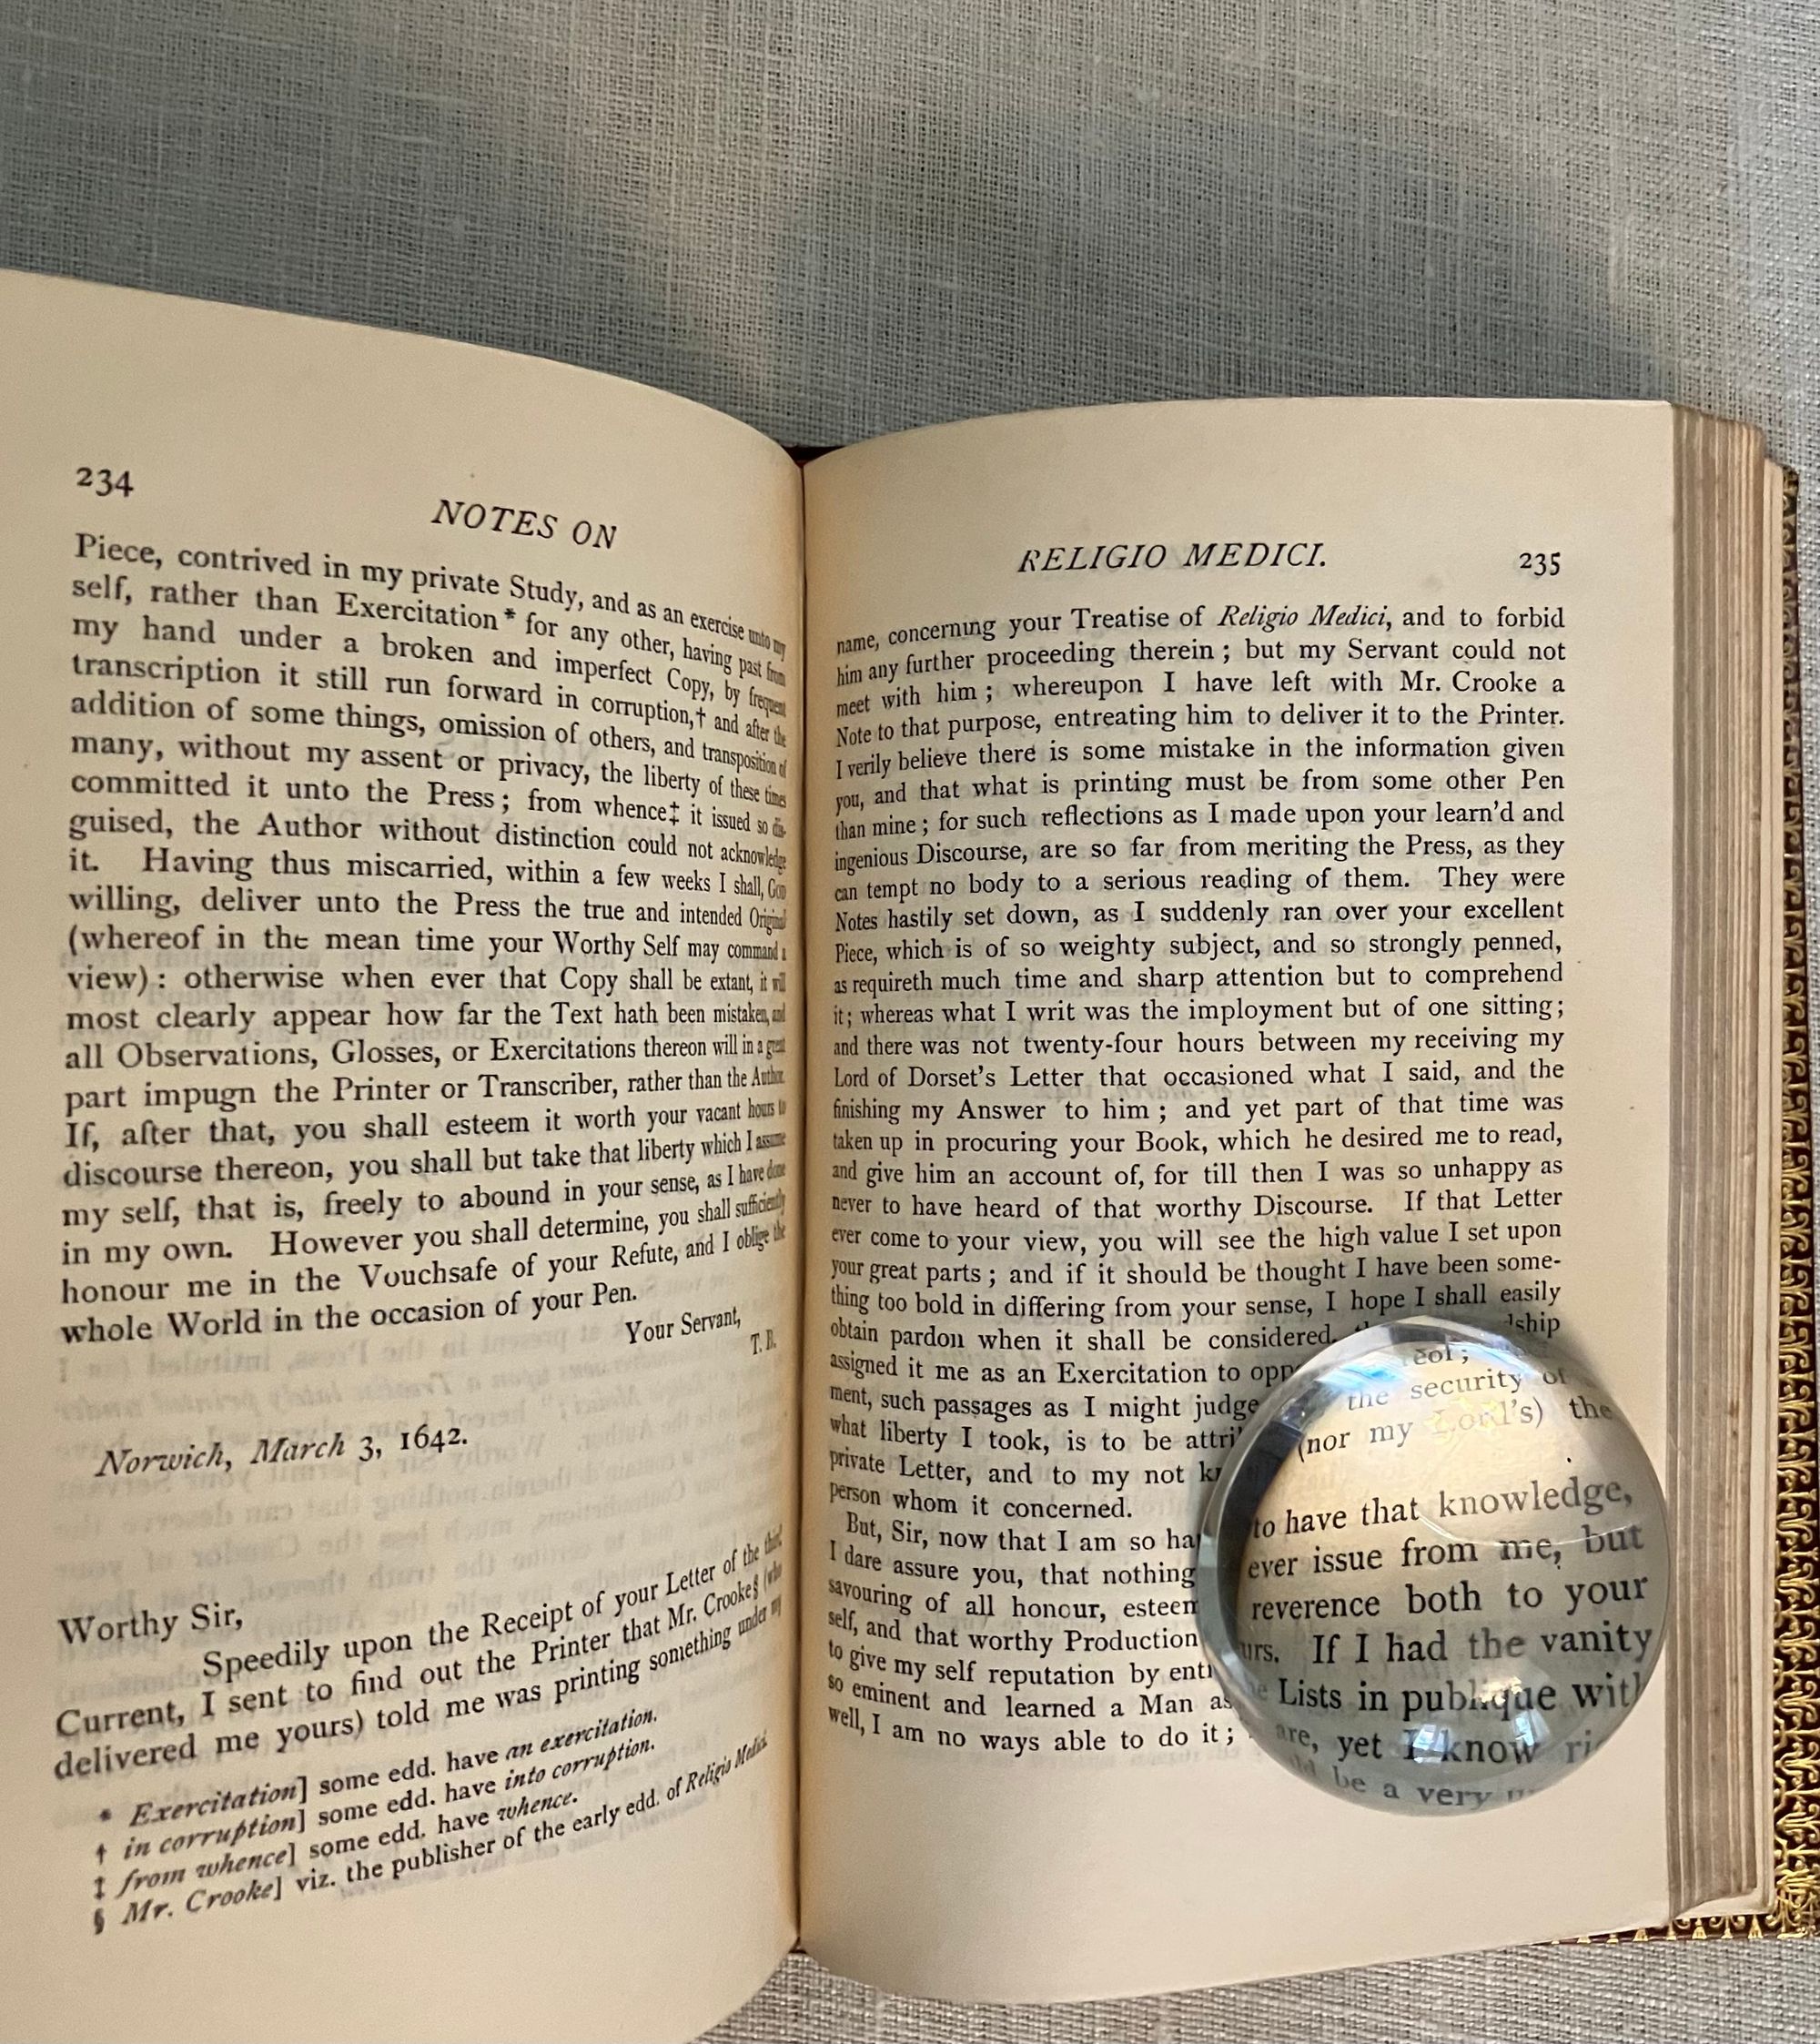 234
NOTES ON
Piece, contrived in my private Study, and as an exercise unto my
self, rather than Exercitation * for any other, having past from
my hand under a broken and imperfect Copy, by frequent
transcription it still run forward in corruption,† and after the
addition of some things, omission of others, and transposition of
many, without my assent or privacy, the liberty of these times
committed it unto the Press; from whence‡ it issued so dis-
guised, the Author without distinction could not acknowledge
it. Having thus miscarried, within a few weeks I shall, God
willing, deliver unto the Press the true and intended Original
(whereof in the mean time your Worthy Self may command a
view): otherwise when ever that Copy shall be extant, it will
most clearly appear how far the Text hath been mistaken, and
all Observations, Glosses, or Exercitations thereon will in a great
part impugn the Printer or Transcriber, rather than the Author.
If, after that, you shall esteem it worth your vacant hours to
discourse thereon, you shall but take that liberty which I assume
my self, that is, freely to abound in your sense, as I have done
in my own. However you shall determine, you shall sufficiently
honour me in the Vouchsafe of your Refute, and I oblige the
whole World in the occasion of your Pen.
Your Servant,
T. B.
Norwich, March 3, 1642.
Worthy Sir,
Speedily upon the Receipt of your Letter of the third
Current, I sent to find out the Printer that Mr. Crooke§ (who
delivered me yours) told me was printing something under my
* Exercitation] some edd. have an exercitation.
† in corruption] some edd. have into corruption.
‡ from whence] some edd. have whence.
§ Mr. Crooke] viz. the publisher of the early edd. of Religio Medici.
RELIGIO MEDICI.
235
name, concerning your Treatise of Religio Medici, and to forbid
him any further proceeding therein; but my Servant could not
meet with him; whereupon I have left with Mr. Crooke a
Note to that purpose, entreating him to deliver it to the Printer.
I verily believe there is some mistake in the information given
you, and that what is printing must be from some other Pen
than mine; for such reflections as I made upon your learn'd and
ingenious Discourse, are so far from meriting the Press, as they
can tempt no body to a serious reading of them. They were
Notes hastily set down, as I suddenly ran over your excellent
Piece, which is of so weighty subject, and so strongly penned,
as requireth much time and sharp attention but to comprehend
it; whereas what I writ was the imployment but of one sitting;
and there was not twenty-four hours between my receiving my
Lord of Dorset's Letter that occasioned what I said, and the
finishing my Answer to him; and yet part of that time was
taken up in procuring your Book, which he desired me to read,
and give him an account of, for till then I was so unhappy as
never to have heard of that worthy Discourse. If that Letter
ever come to your view, you will see the high value I set upon
your great parts; and if it should be thought I have been some-
thing too bold in differing from your sense, I hope I shall easily
obtain pardon when it shall be considered,
assigned it me as an Exercitation to
ment, such passages as I might judge the security of
what liberty I took, is to be (nor my Lord's) the
private Letter, and to my not
person whom it concerned.
But, Sir, now that I am so to have that knowledge,
I dare assure you, that nothing ever issue from me, but
savouring of all honour, reverence both to your
self, and that worthy Production If I had the vanity
to give my self reputation by Lists in publique with
so eminent and learned a Man as yet I know
well, I am no ways able to do it; be a very